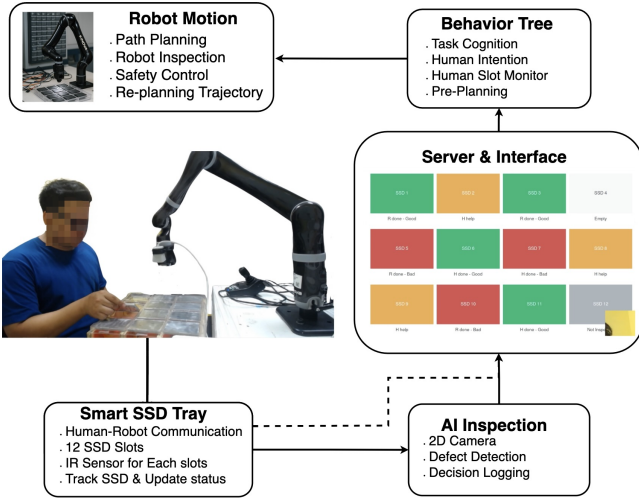 Robot Motion
. Path Planning
. Robot Inspection
. Safety Control
. Re-planning Trajectory
Behavior Tree
. Task Cognition
. Human Intention
. Human Slot Monitor
. Pre-Planning
Server & Interface
SSD 1
SSD 2
SSD 3
SSD 4
R done - Good
H help
R done - Good
Empty
SSD 5
SSD 6
SSD 7
SSD 8
R done - Bad
H done - Good
H done - Bad
H help
SSD 9
SSD 10
SSD 11
SSD 12
H help
R done - Bad
H done - Good
Not
Smart SSD Tray
. Human-Robot Communication
. 12 SSD Slots
. IR Sensor for Each slots
. Track SSD & Update status
AI Inspection
. 2D Camera
. Defect Detection
. Decision Logging